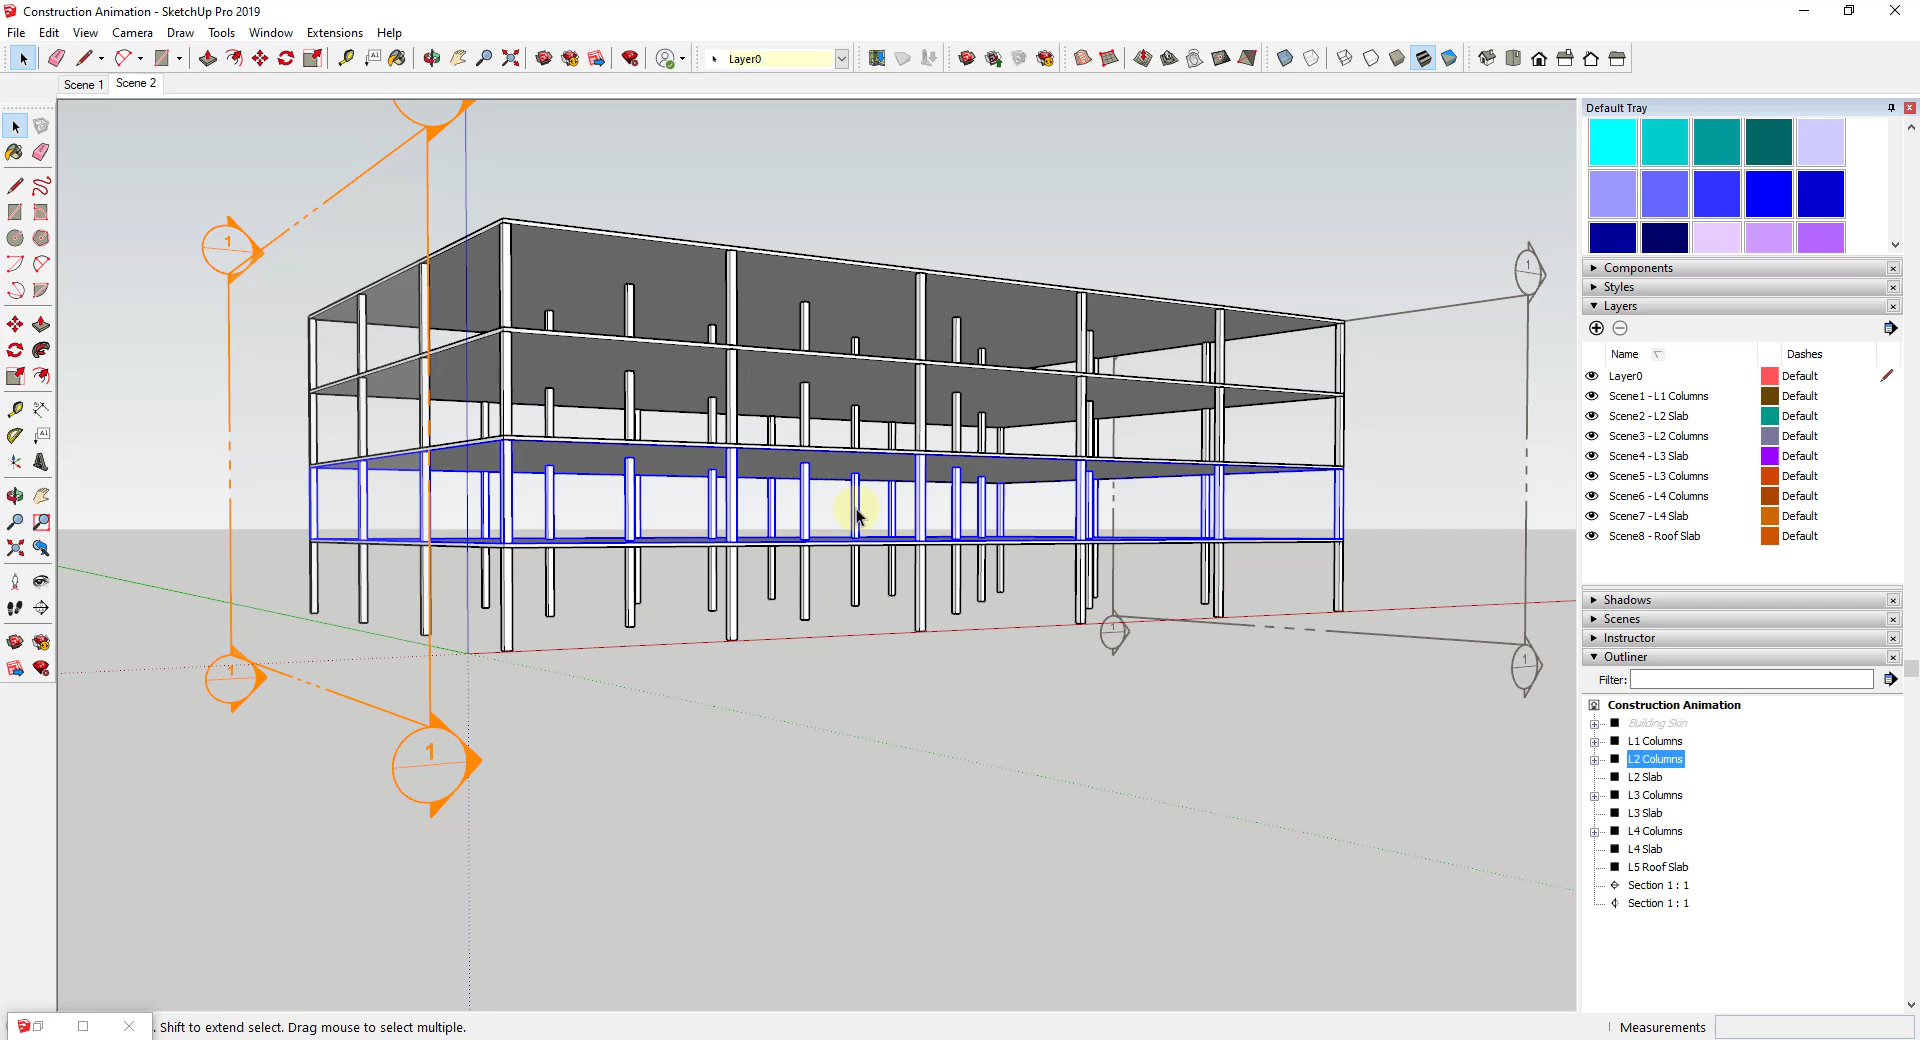 Construction Animation - SketchUp Pro 2019
File Edit View Camera Draw Tools Window Extensions Help
A1 Layer0
Scene 1 Scene 2
Default Tray
Components
Styles
Layers
Name Dashes
Layer0 Default
Scene1 - L1 Columns Default
Scene2 - L2 Slab Default
Scene3 - L2 Columns Default
Scene4 - L3 Slab Default
Scene5 - L3 Columns Default
Scene6 - L4 Columns Default
Scene7 - L4 Slab Default
Scene8 - Roof Slab Default
Shadows
Scenes
Instructor
Outliner
Filter:
Construction Animation
Building Skin
L1 Columns
L2 Columns
L2 Slab
L3 Columns
L3 Slab
L4 Columns
L4 Slab
L5 Roof Slab
Section 1 : 1
Section 1 : 1
A1
1
1
1
1
1
1
. Shift to extend select. Drag mouse to select multiple.
Measurements